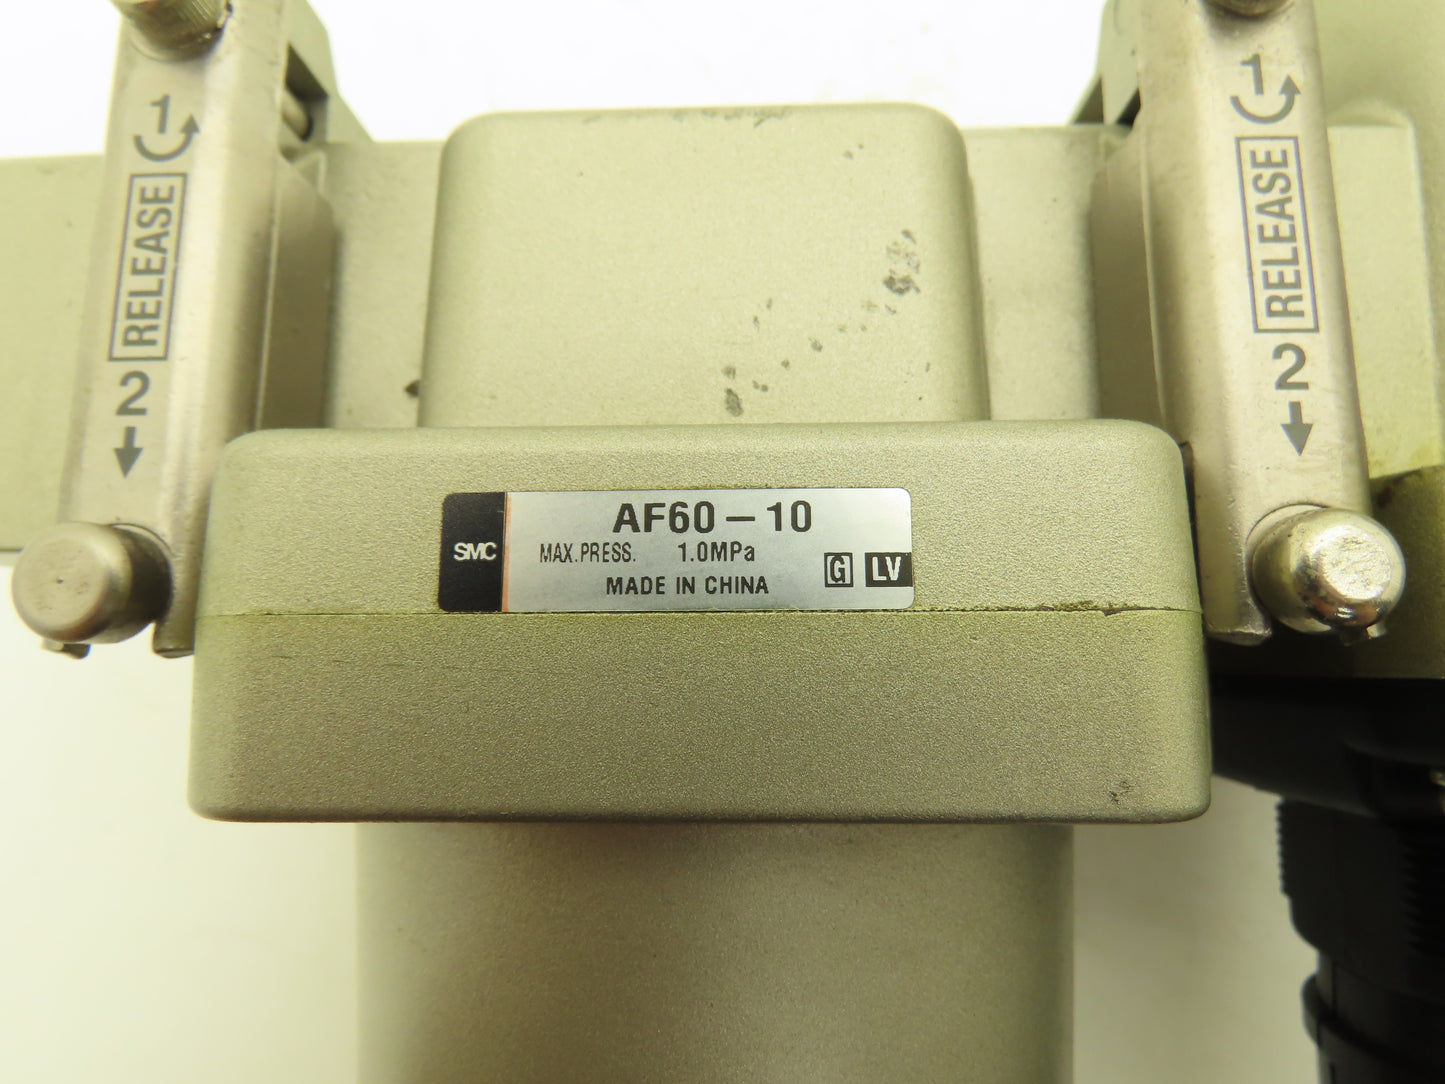 1
RELEASE
2
1
RELEASE
2
SMC
AF60-10
MAX.PRESS. 1.0MPa
MADE IN CHINA
G LV